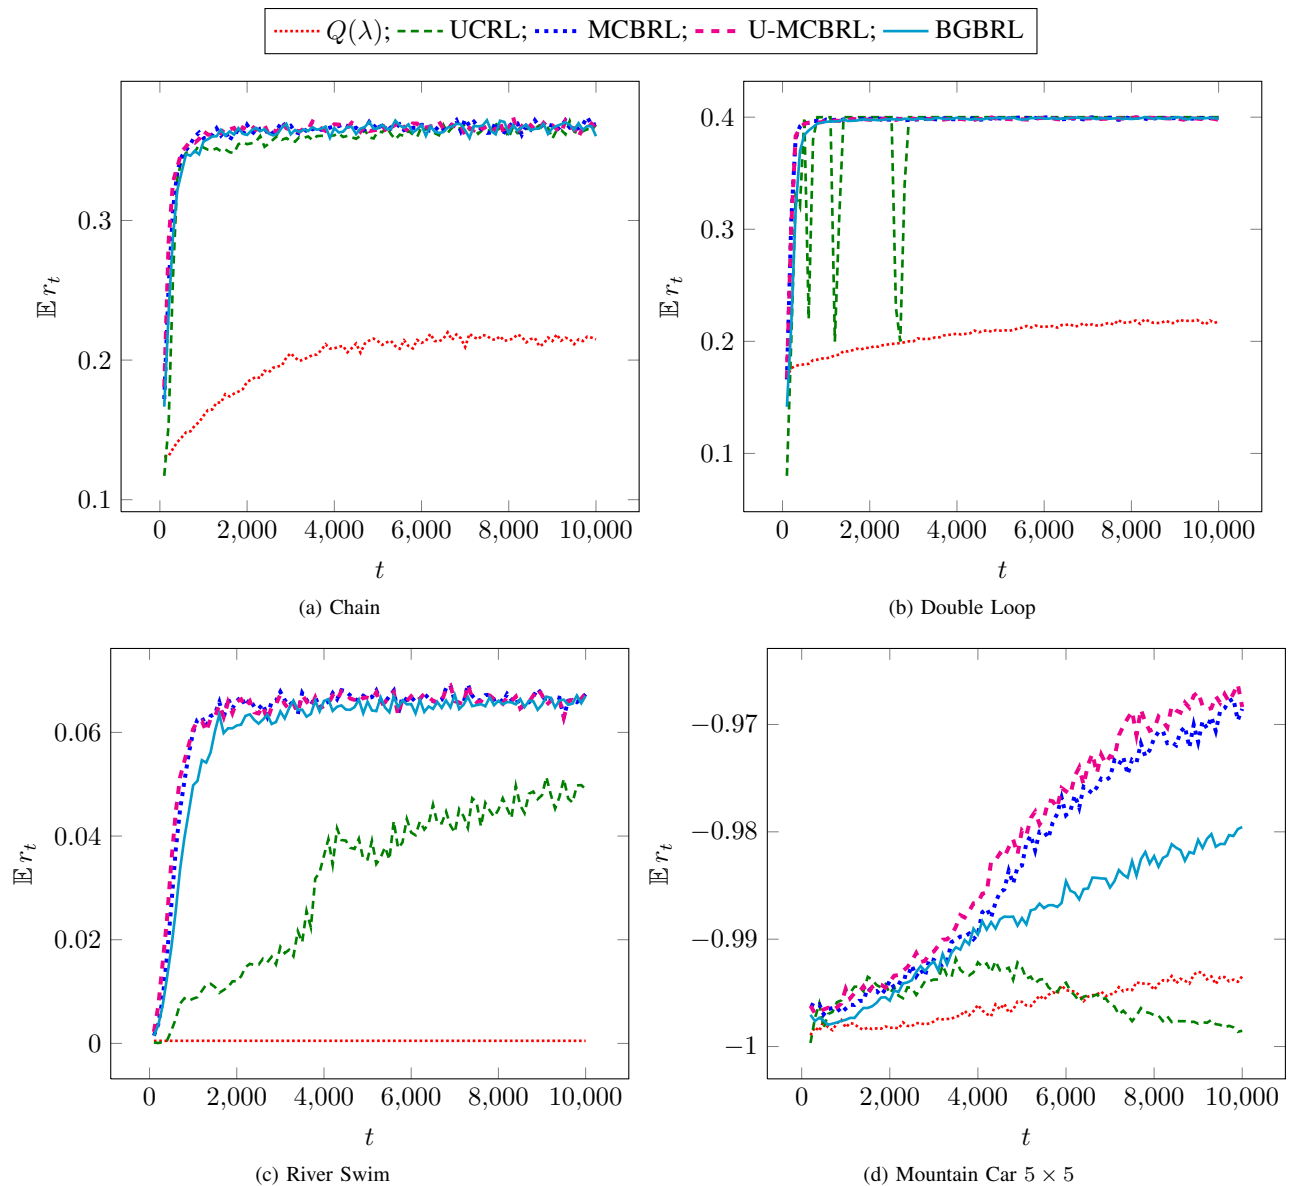 Q(λ); UCRL; MCBRL; U-MCBRL; BGBRL
0.3
0.2
0.1
𝔼 r_t
0 2,000 4,000 6,000 8,000 10,000
t
(a) Chain
0.4
0.3
0.2
0.1
𝔼 r_t
0 2,000 4,000 6,000 8,000 10,000
t
(b) Double Loop
0.06
0.04
0.02
0
𝔼 r_t
0 2,000 4,000 6,000 8,000 10,000
t
(c) River Swim
−0.97
−0.98
−0.99
−1
𝔼 r_t
0 2,000 4,000 6,000 8,000 10,000
t
(d) Mountain Car 5 × 5